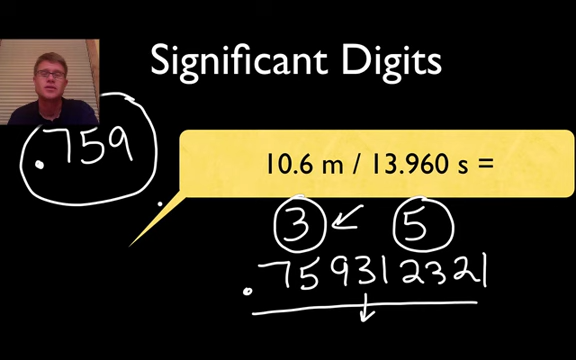 Significant Digits
.759
10.6 m / 13.960 s =
3 5
.759312321